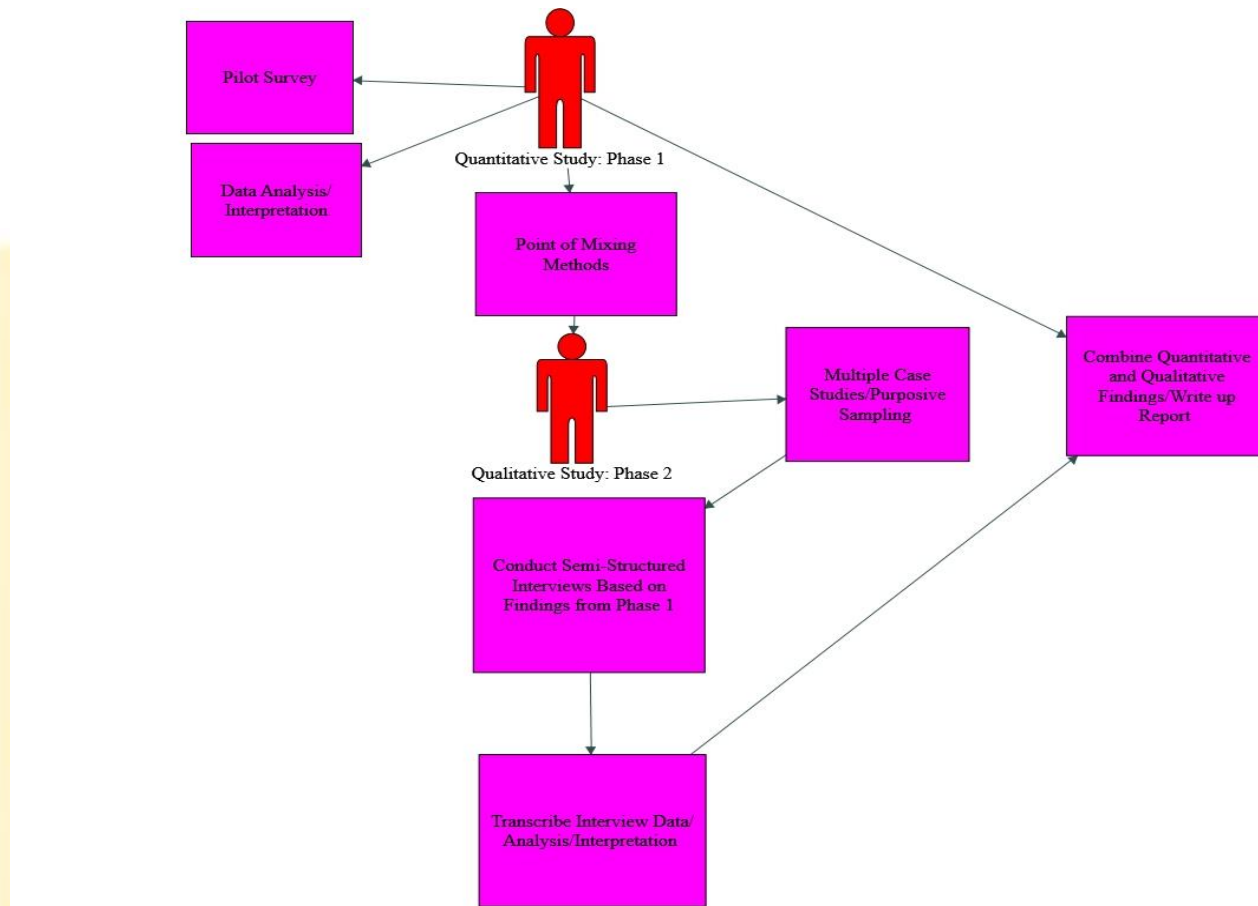 Pilot Survey
Quantitative Study: Phase 1
Data Analysis/
Interpretation
Point of Mixing
Methods
Multiple Case
Studies/Purposive
Sampling
Combine Quantitative
and Qualitative
Findings/Write up
Report
Qualitative Study: Phase 2
Conduct Semi-Structured
Interviews Based on
Findings from Phase 1
Transcribe Interview Data/
Analysis/Interpretation